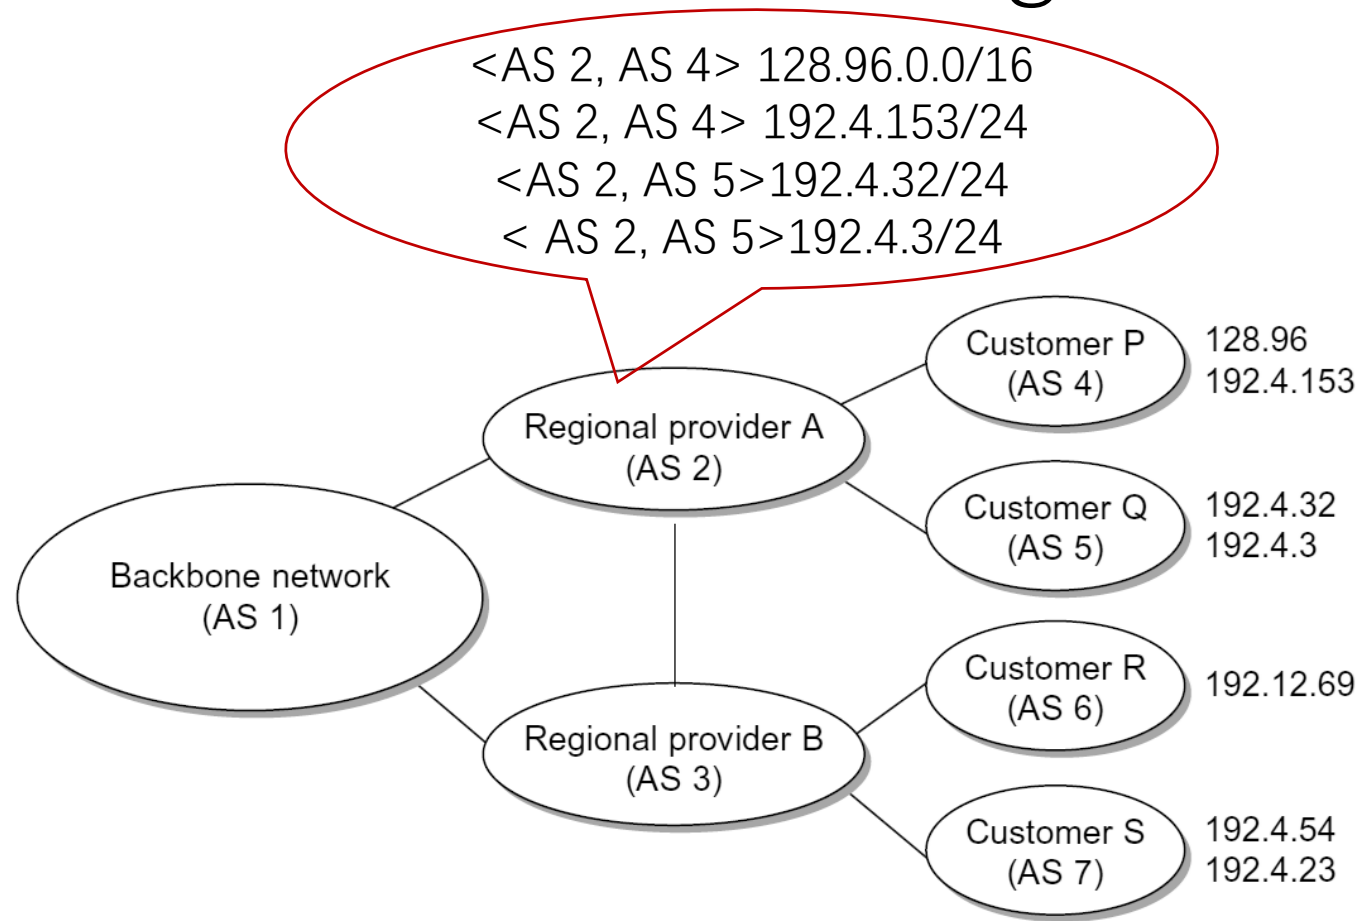 <AS 2, AS 4> 128.96.0.0/16
<AS 2, AS 4> 192.4.153/24
<AS 2, AS 5>192.4.32/24
< AS 2, AS 5>192.4.3/24
Customer P
(AS 4)
128.96
192.4.153
Regional provider A
(AS 2)
Customer Q
(AS 5)
192.4.32
192.4.3
Backbone network
(AS 1)
Customer R
(AS 6)
192.12.69
Regional provider B
(AS 3)
Customer S
(AS 7)
192.4.54
192.4.23